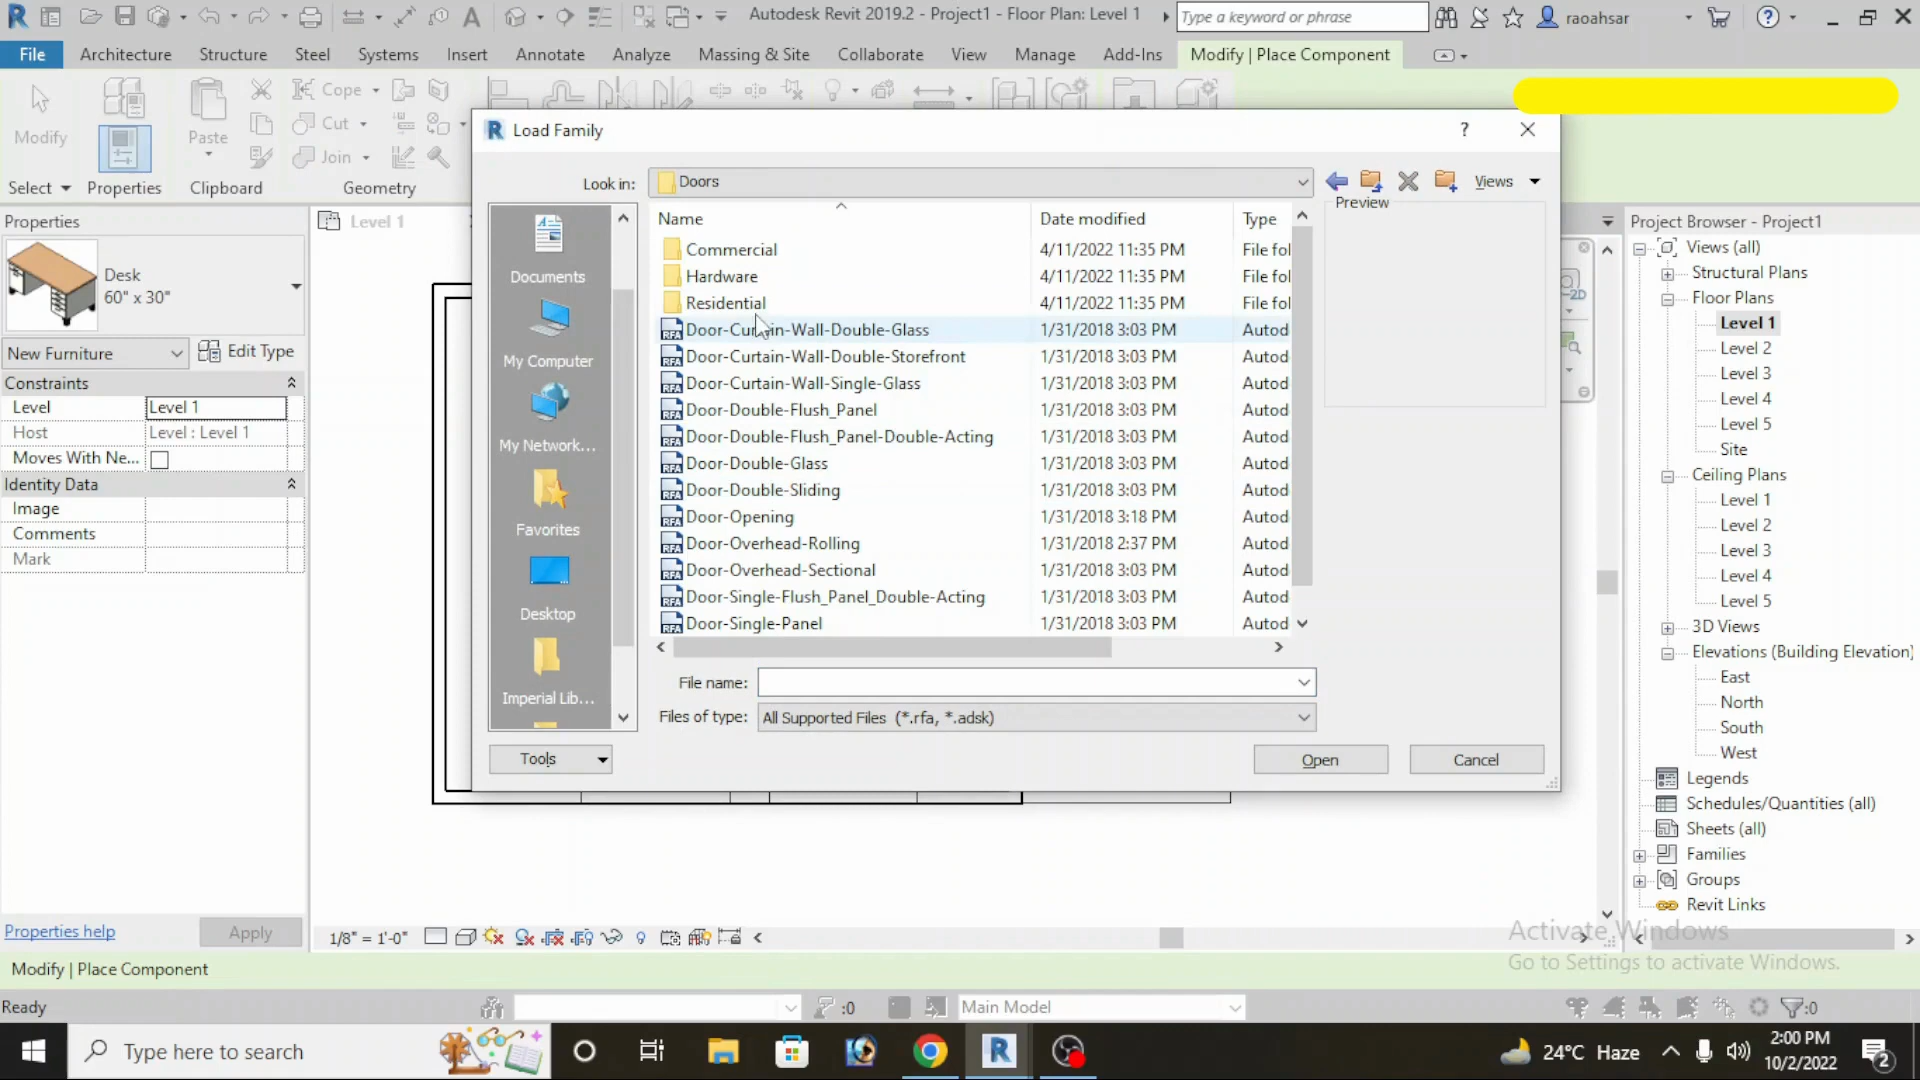 Autodesk Revit 2019.2 - Project1 - Floor Plan: Level 1
Type a keyword or phrase
raoahsar
File Architecture Structure Steel Systems Insert Annotate Analyze Massing & Site Collaborate View Manage Add-Ins Modify | Place Component
Modify
Paste
Cope
Cut
Join
Select Properties Clipboard Geometry
Load Family
Look in: Doors
Views
Preview
Documents
My Computer
My Network...
Favorites
Desktop
Imperial Lib...
Name Date modified Type
Commercial 4/11/2022 11:35 PM File fol
Hardware 4/11/2022 11:35 PM File fol
Residential 4/11/2022 11:35 PM File fol
Door-Curtain-Wall-Double-Glass 1/31/2018 3:03 PM Autod
Door-Curtain-Wall-Double-Storefront 1/31/2018 3:03 PM Autod
Door-Curtain-Wall-Single-Glass 1/31/2018 3:03 PM Autod
Door-Double-Flush_Panel 1/31/2018 3:03 PM Autod
Door-Double-Flush_Panel-Double-Acting 1/31/2018 3:03 PM Autod
Door-Double-Glass 1/31/2018 3:03 PM Autod
Door-Double-Sliding 1/31/2018 3:03 PM Autod
Door-Opening 1/31/2018 3:18 PM Autod
Door-Overhead-Rolling 1/31/2018 2:37 PM Autod
Door-Overhead-Sectional 1/31/2018 3:03 PM Autod
Door-Single-Flush_Panel_Double-Acting 1/31/2018 3:03 PM Autod
Door-Single-Panel 1/31/2018 3:03 PM Autod
File name:
Files of type: All Supported Files (*.rfa, *.adsk)
Tools Open Cancel
Properties
Desk
60" x 30"
New Furniture Edit Type
Constraints
Level Level 1
Host Level : Level 1
Moves With Ne...
Identity Data
Image
Comments
Mark
Properties help Apply
Level 1
Project Browser - Project1
Views (all)
Structural Plans
Floor Plans
Level 1
Level 2
Level 3
Level 4
Level 5
Site
Ceiling Plans
Level 1
Level 2
Level 3
Level 4
Level 5
3D Views
Elevations (Building Elevation)
East
North
South
West
Legends
Schedules/Quantities (all)
Sheets (all)
Families
Groups
Revit Links
1/8" = 1'-0"
Activate Windows
Go to Settings to activate Windows.
Modify | Place Component
Ready
:0
Main Model
:0
Type here to search
24°C Haze
2:00 PM
10/2/2022
2